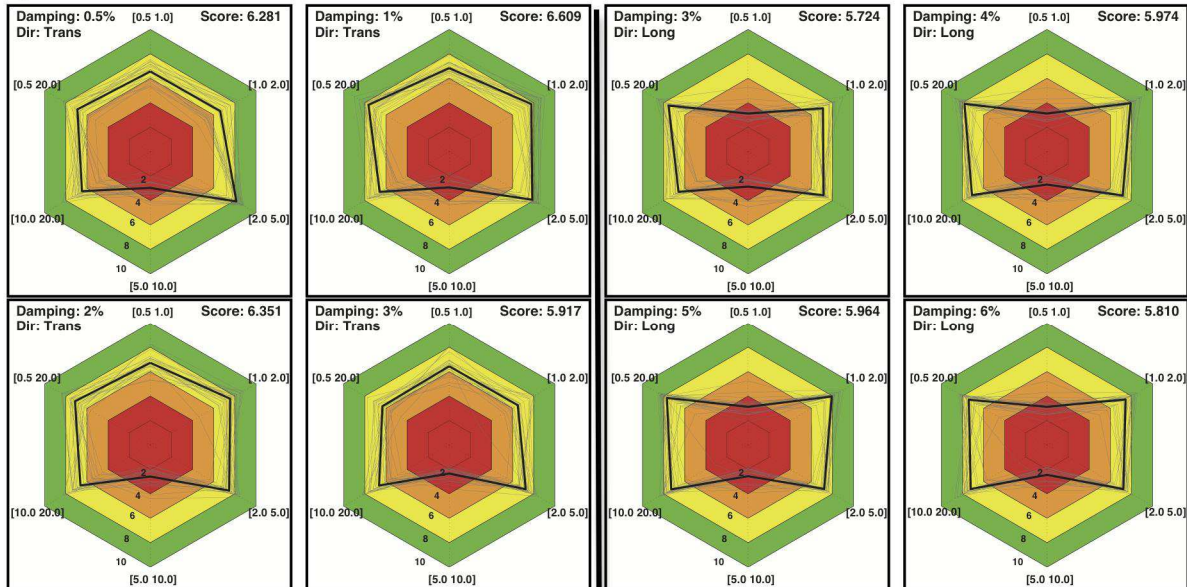 Damping: 0.5% [0.5 1.0] Score: 6.281
Dir: Trans
[0.5 20.0] [1.0 2.0]
2
4
[10.0 20.0] [2.0 5.0]
6
8
10
[5.0 10.0]
Damping: 1% [0.5 1.0] Score: 6.609
Dir: Trans
[0.5 20.0] [1.0 2.0]
2
4
[10.0 20.0] [2.0 5.0]
6
8
10
[5.0 10.0]
Damping: 3% [0.5 1.0] Score: 5.724
Dir: Long
[0.5 20.0] [1.0 2.0]
2
4
[10.0 20.0] [2.0 5.0]
6
8
10
[5.0 10.0]
Damping: 4% [0.5 1.0] Score: 5.974
Dir: Long
[0.5 20.0] [1.0 2.0]
2
4
[10.0 20.0] [2.0 5.0]
6
8
10
[5.0 10.0]
Damping: 2% [0.5 1.0] Score: 6.351
Dir: Trans
[0.5 20.0] [1.0 2.0]
2
4
[10.0 20.0] [2.0 5.0]
6
8
10
[5.0 10.0]
Damping: 3% [0.5 1.0] Score: 5.917
Dir: Trans
[0.5 20.0] [1.0 2.0]
2
4
[10.0 20.0] [2.0 5.0]
6
8
10
[5.0 10.0]
Damping: 5% [0.5 1.0] Score: 5.964
Dir: Long
[0.5 20.0] [1.0 2.0]
2
4
[10.0 20.0] [2.0 5.0]
6
8
10
[5.0 10.0]
Damping: 6% [0.5 1.0] Score: 5.810
Dir: Long
[0.5 20.0] [1.0 2.0]
2
4
[10.0 20.0] [2.0 5.0]
6
8
10
[5.0 10.0]